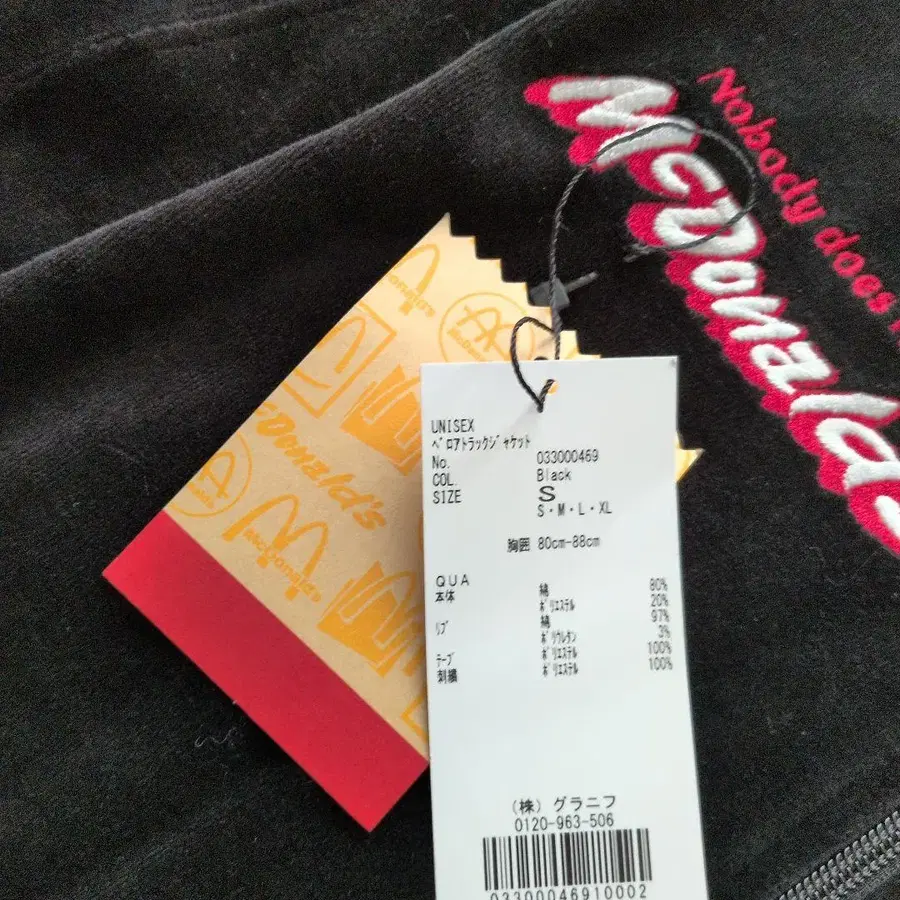 Nobody does i
McDonald's
McDonald's
McDonald's
McDonald's
UNISEX
ベロアトラックジャケット
No. 033000469
COL. Black
SIZE S
S・M・L・XL
胸囲 80cm-88cm
QUA
本体 綿 80%
ポリエステル 20%
リブ 綿 97%
ポリウレタン 3%
テープ ポリエステル 100%
刺繍 ポリエステル 100%
(株)グラニフ
0120-963-506
03300046910002